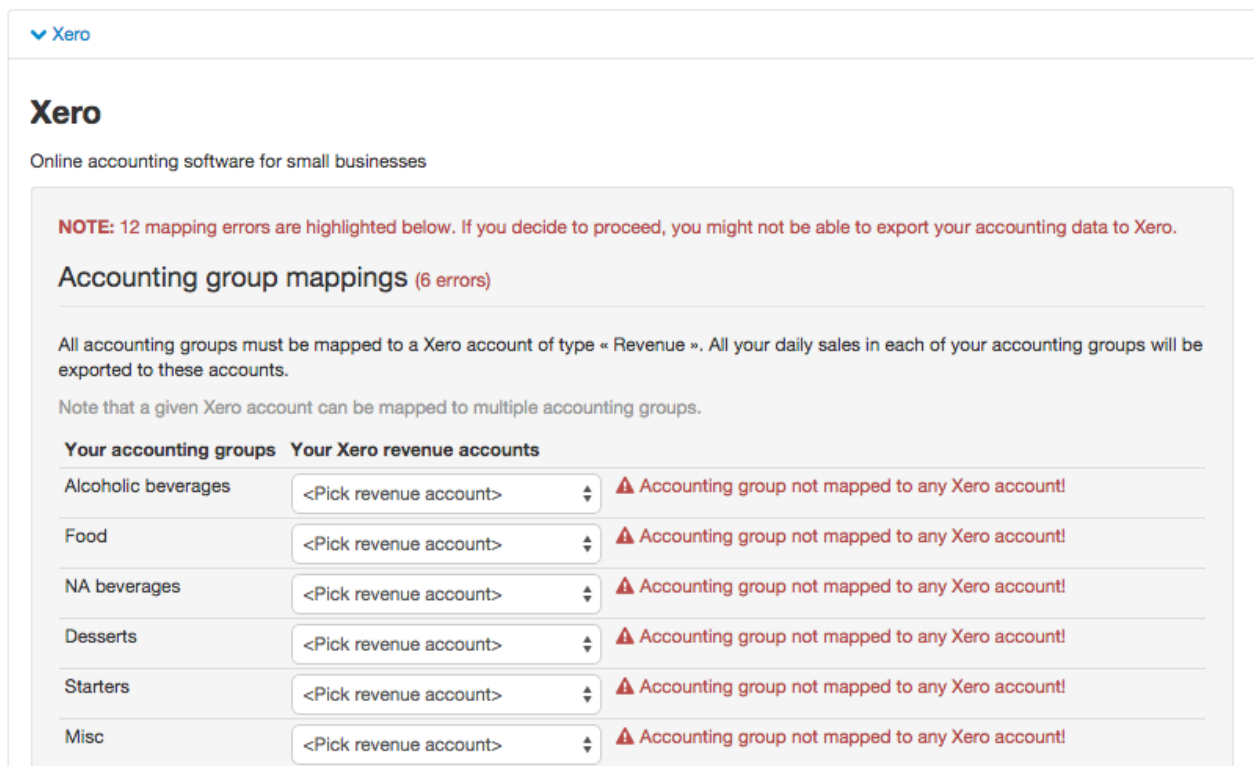 Xero
Xero
Online accounting software for small businesses
NOTE: 12 mapping errors are highlighted below. If you decide to proceed, you might not be able to export your accounting data to Xero.
Accounting group mappings (6 errors)
All accounting groups must be mapped to a Xero account of type « Revenue ». All your daily sales in each of your accounting groups will be
exported to these accounts.
Note that a given Xero account can be mapped to multiple accounting groups.
Your accounting groups Your Xero revenue accounts
Alcoholic beverages <Pick revenue account> Accounting group not mapped to any Xero account!
Food <Pick revenue account> Accounting group not mapped to any Xero account!
NA beverages <Pick revenue account> Accounting group not mapped to any Xero account!
Desserts <Pick revenue account> Accounting group not mapped to any Xero account!
Starters <Pick revenue account> Accounting group not mapped to any Xero account!
Misc <Pick revenue account> Accounting group not mapped to any Xero account!